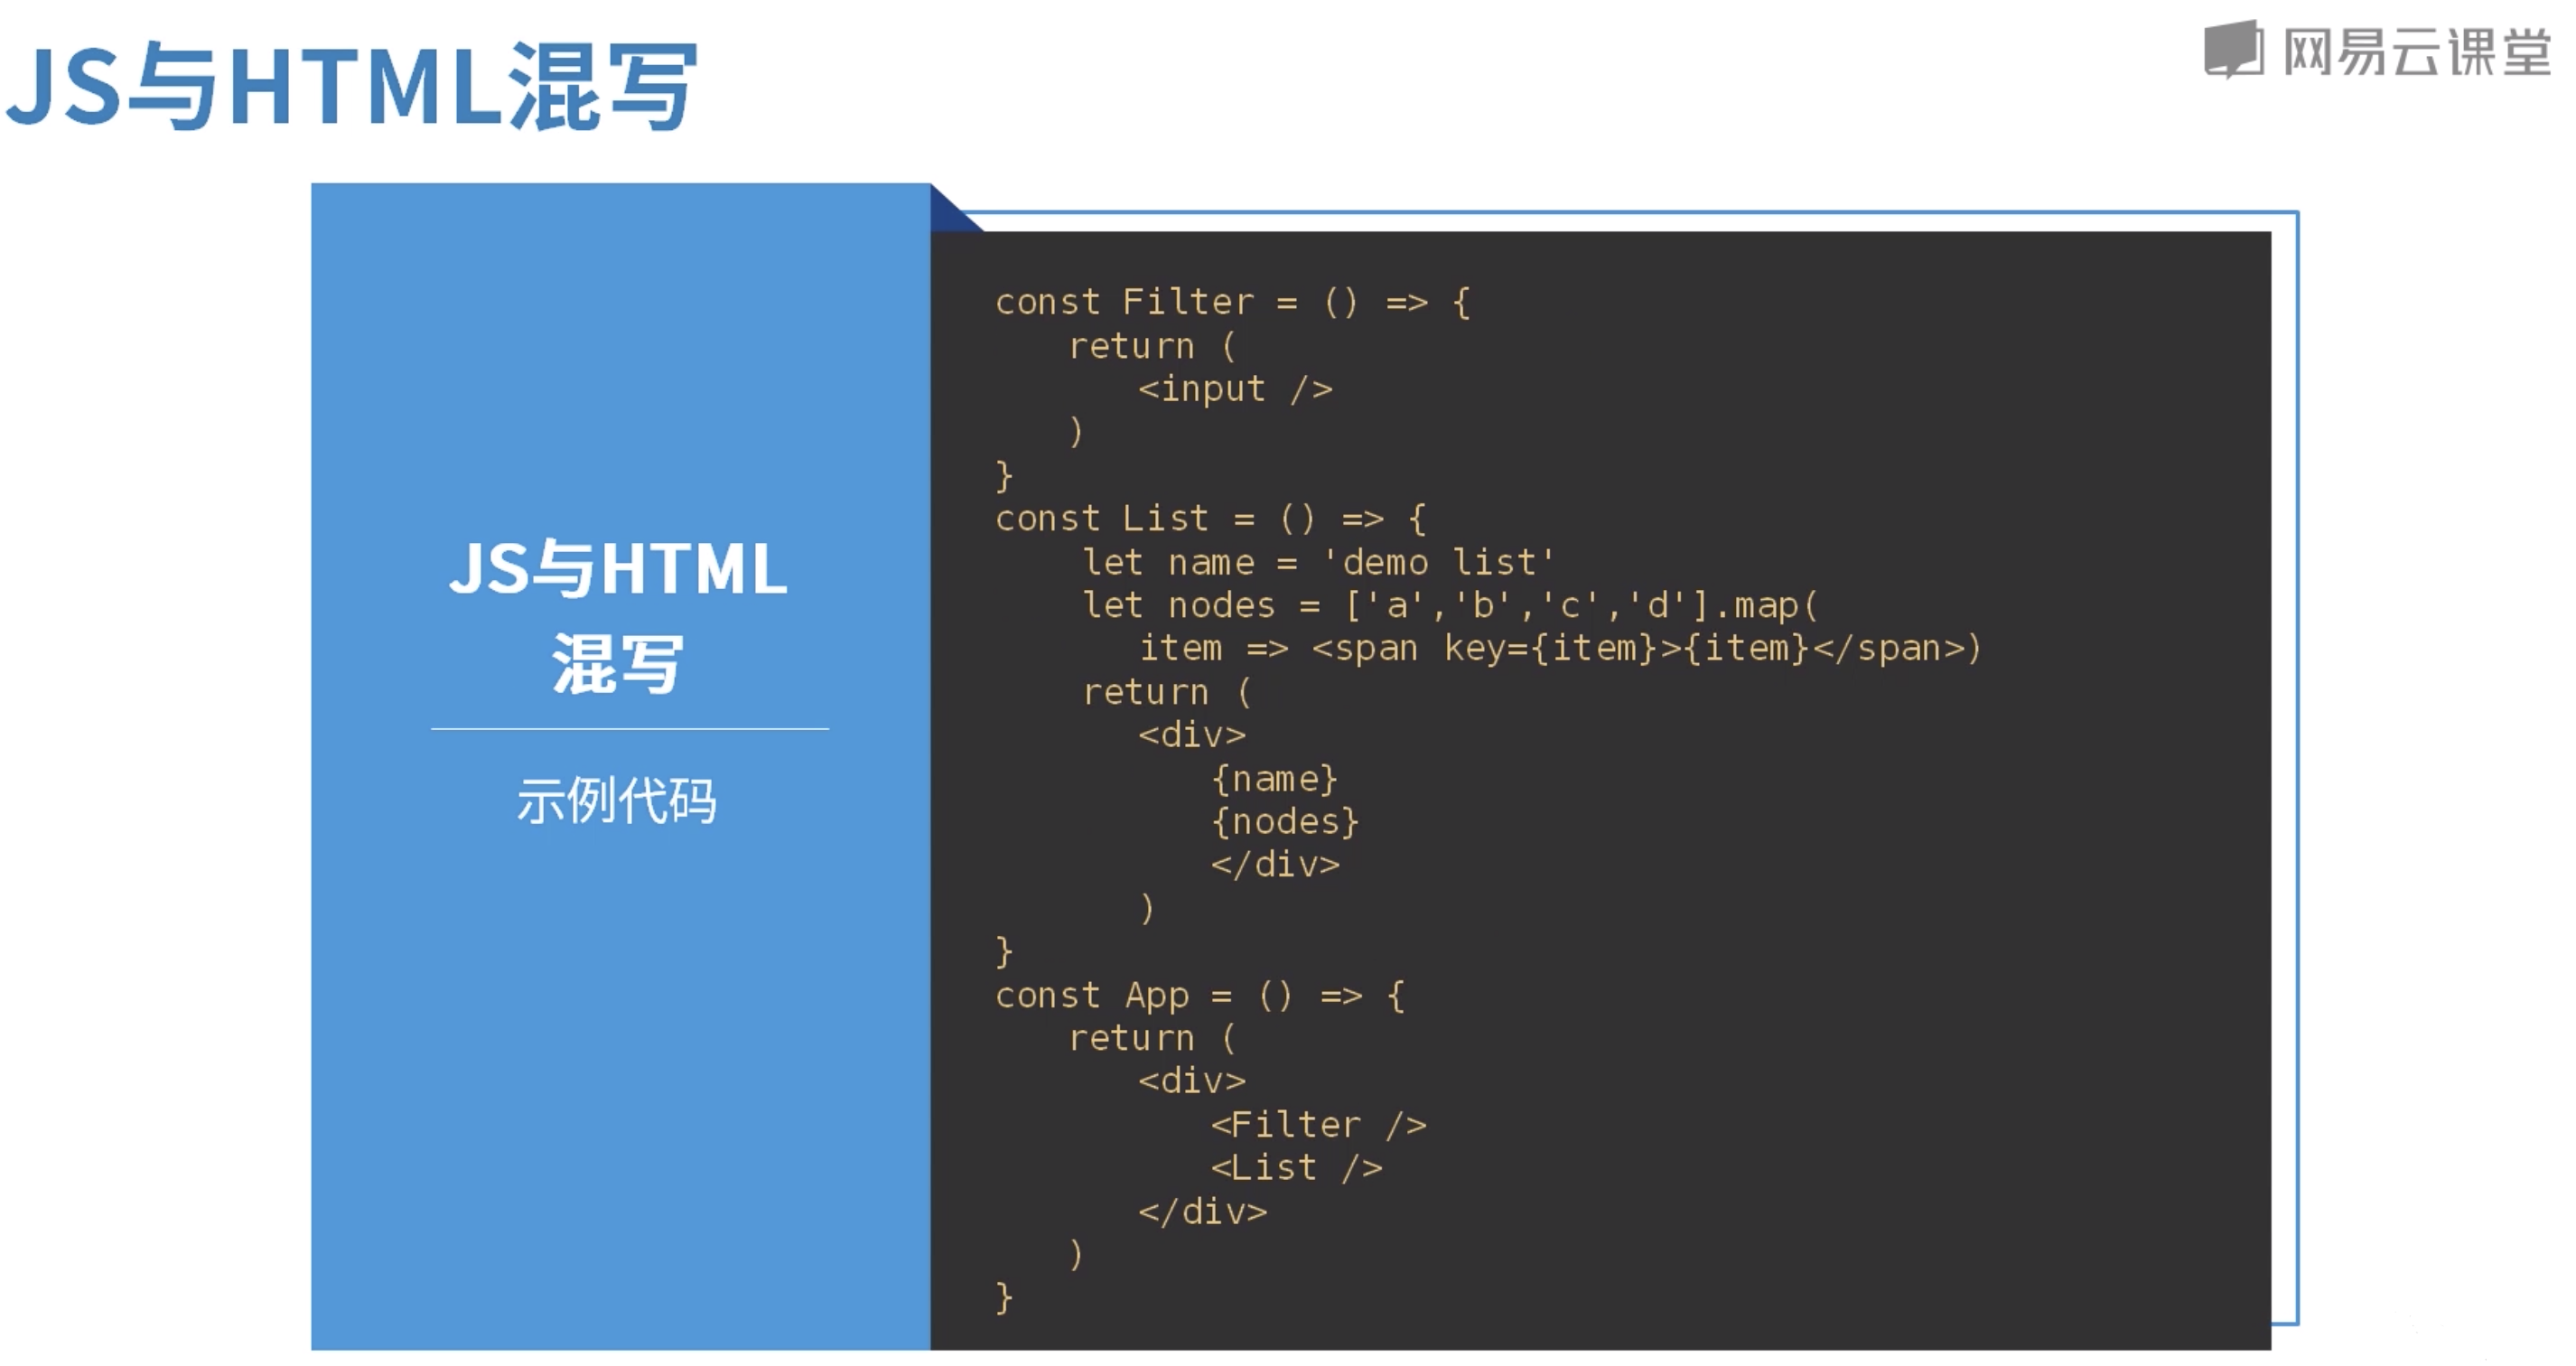 JS与HTML混写
网易云课堂
JS与HTML
混写
示例代码
const Filter = () => {
    return (
        <input />
    )
}
const List = () => {
    let name = 'demo list'
    let nodes = ['a','b','c','d'].map(
        item => <span key={item}>{item}</span>)
    return (
        <div>
            {name}
            {nodes}
            </div>
        )
}
const App = () => {
    return (
        <div>
            <Filter />
            <List />
        </div>
    )
}